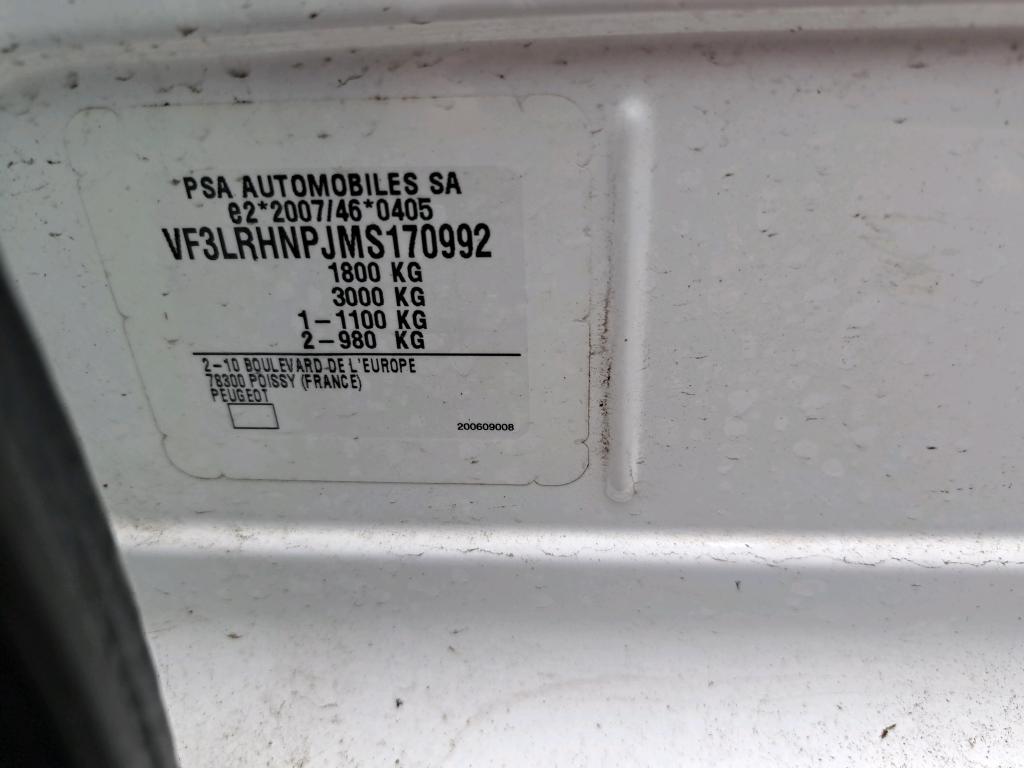 PSA AUTOMOBILES SA
e2*2007/46*0405
VF3LRHNPJMS170992
1800 KG
3000 KG
1-1100 KG
2-980 KG
2-10 BOULEVARD DE L'EUROPE
78300 POISSY (FRANCE)
PEUGEOT
200609008